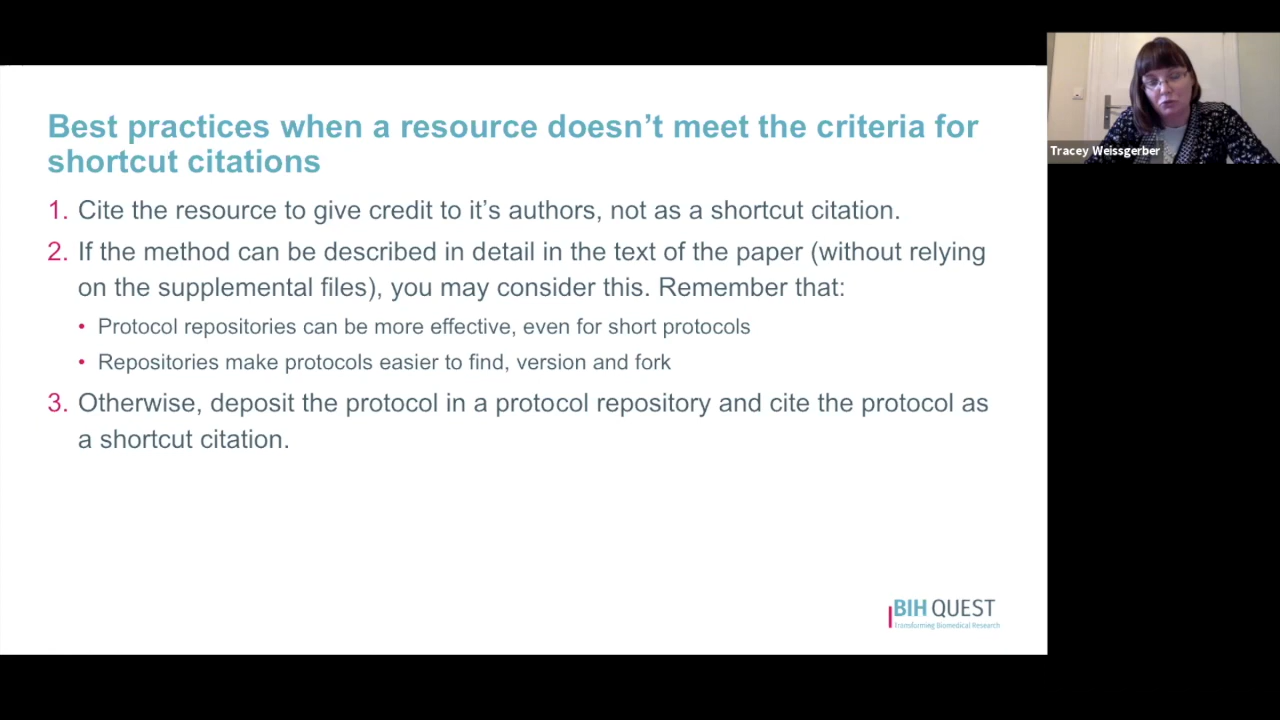 Best practices when a resource doesn't meet the criteria for
shortcut citations
1. Cite the resource to give credit to it's authors, not as a shortcut citation.
2. If the method can be described in detail in the text of the paper (without relying
on the supplemental files), you may consider this. Remember that:
• Protocol repositories can be more effective, even for short protocols
• Repositories make protocols easier to find, version and fork
3. Otherwise, deposit the protocol in a protocol repository and cite the protocol as
a shortcut citation.
BIH QUEST
Transforming Biomedical Research
Tracey Weissgerber